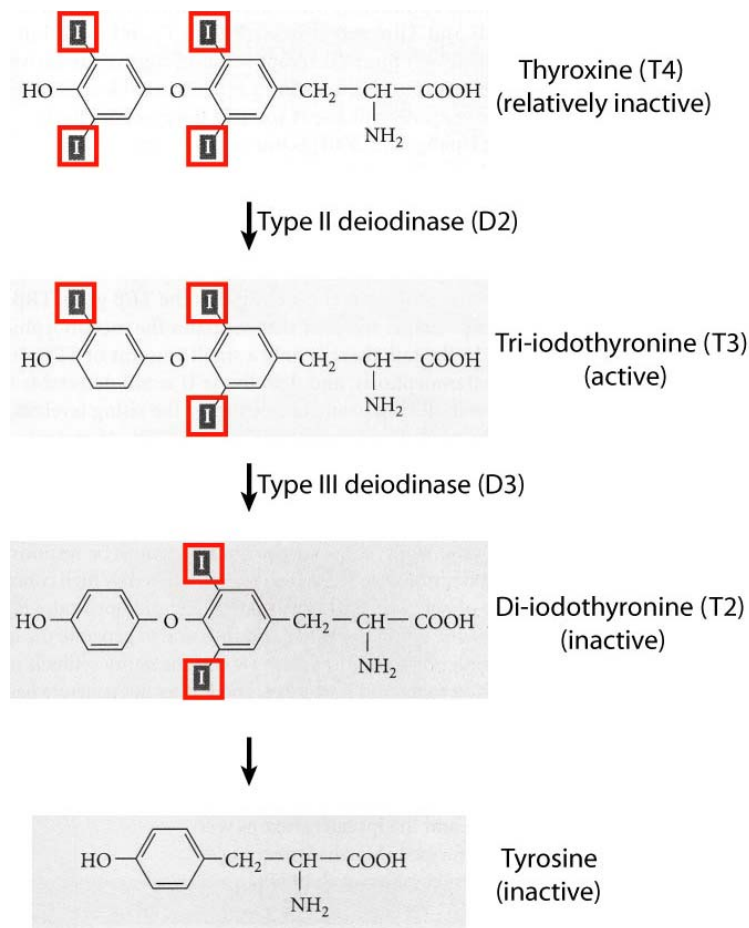 I I
HO O CH₂ CH COOH
NH₂
I I
Thyroxine (T4)
(relatively inactive)
Type II deiodinase (D2)
I I
HO O CH₂ CH COOH
NH₂
I
Tri-iodothyronine (T3)
(active)
Type III deiodinase (D3)
I
HO O CH₂ CH COOH
NH₂
I
Di-iodothyronine (T2)
(inactive)
HO CH₂ CH COOH
NH₂
Tyrosine
(inactive)